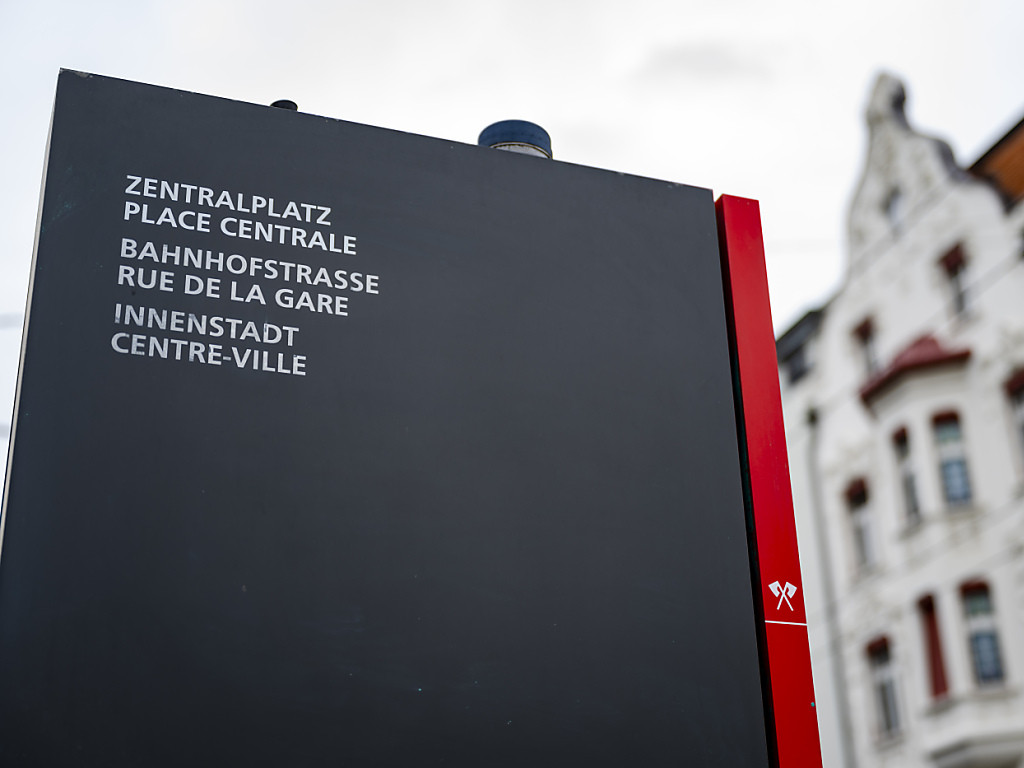 ZENTRALPLATZ
PLACE CENTRALE
BAHNHOFSTRASSE
RUE DE LA GARE
INNENSTADT
CENTRE-VILLE